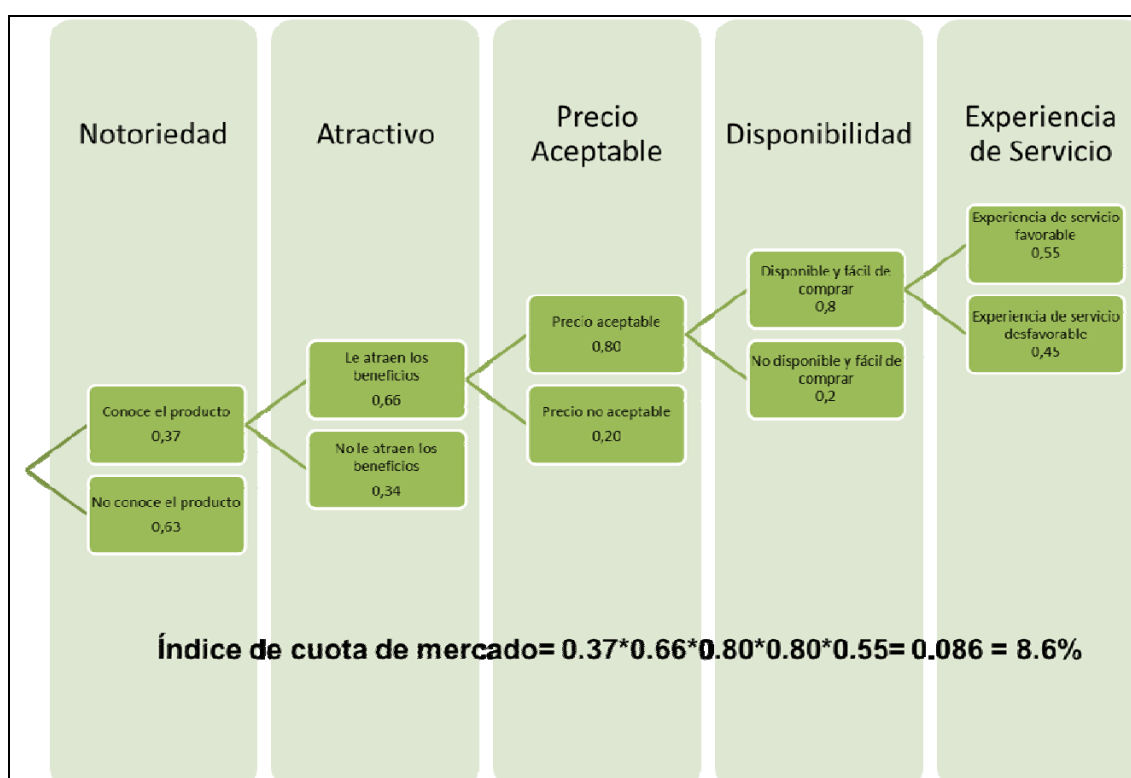 Notoriedad
Conoce el producto
0,37
No conoce el producto
0,63
Atractivo
Le atraen los
beneficios
0,66
No le atraen los
beneficios
0,34
Precio
Aceptable
Precio aceptable
0,80
Precio no aceptable
0,20
Disponibilidad
Disponible y fácil de
comprar
0,8
No disponible y fácil de
comprar
0,2
Experiencia
de Servicio
Experiencia de servicio
favorable
0,55
Experiencia de servicio
desfavorable
0,45
Índice de cuota de mercado= 0.37*0.66*0.80*0.80*0.55= 0.086 = 8.6%